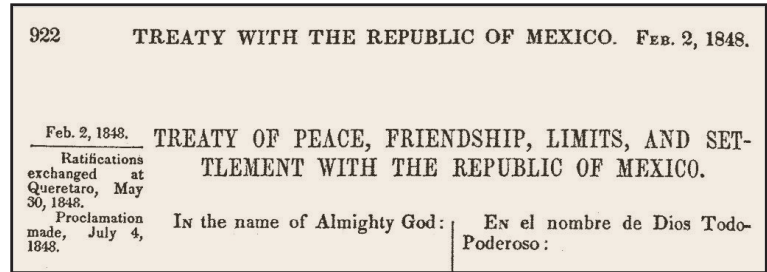 922 TREATY WITH THE REPUBLIC OF MEXICO. FEB. 2, 1848.
Feb. 2, 1848.
Ratifications
exchanged at
Queretaro, May
30, 1848.
Proclamation
made, July 4,
1848.
TREATY OF PEACE, FRIENDSHIP, LIMITS, AND SET-
TLEMENT WITH THE REPUBLIC OF MEXICO.
IN the name of Almighty God:
EN el nombre de Dios Todo-
Poderoso: